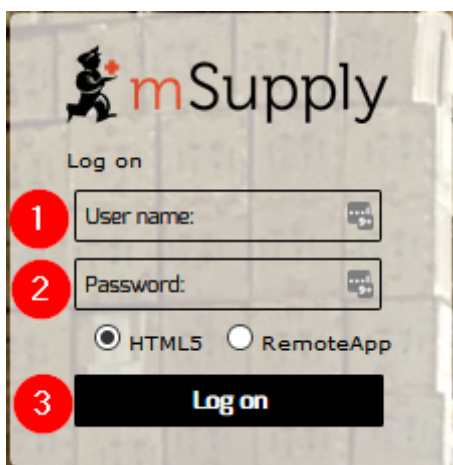 mSupply
Log on
1 User name:
2 Password:
HTML5 RemoteApp
3 Log on